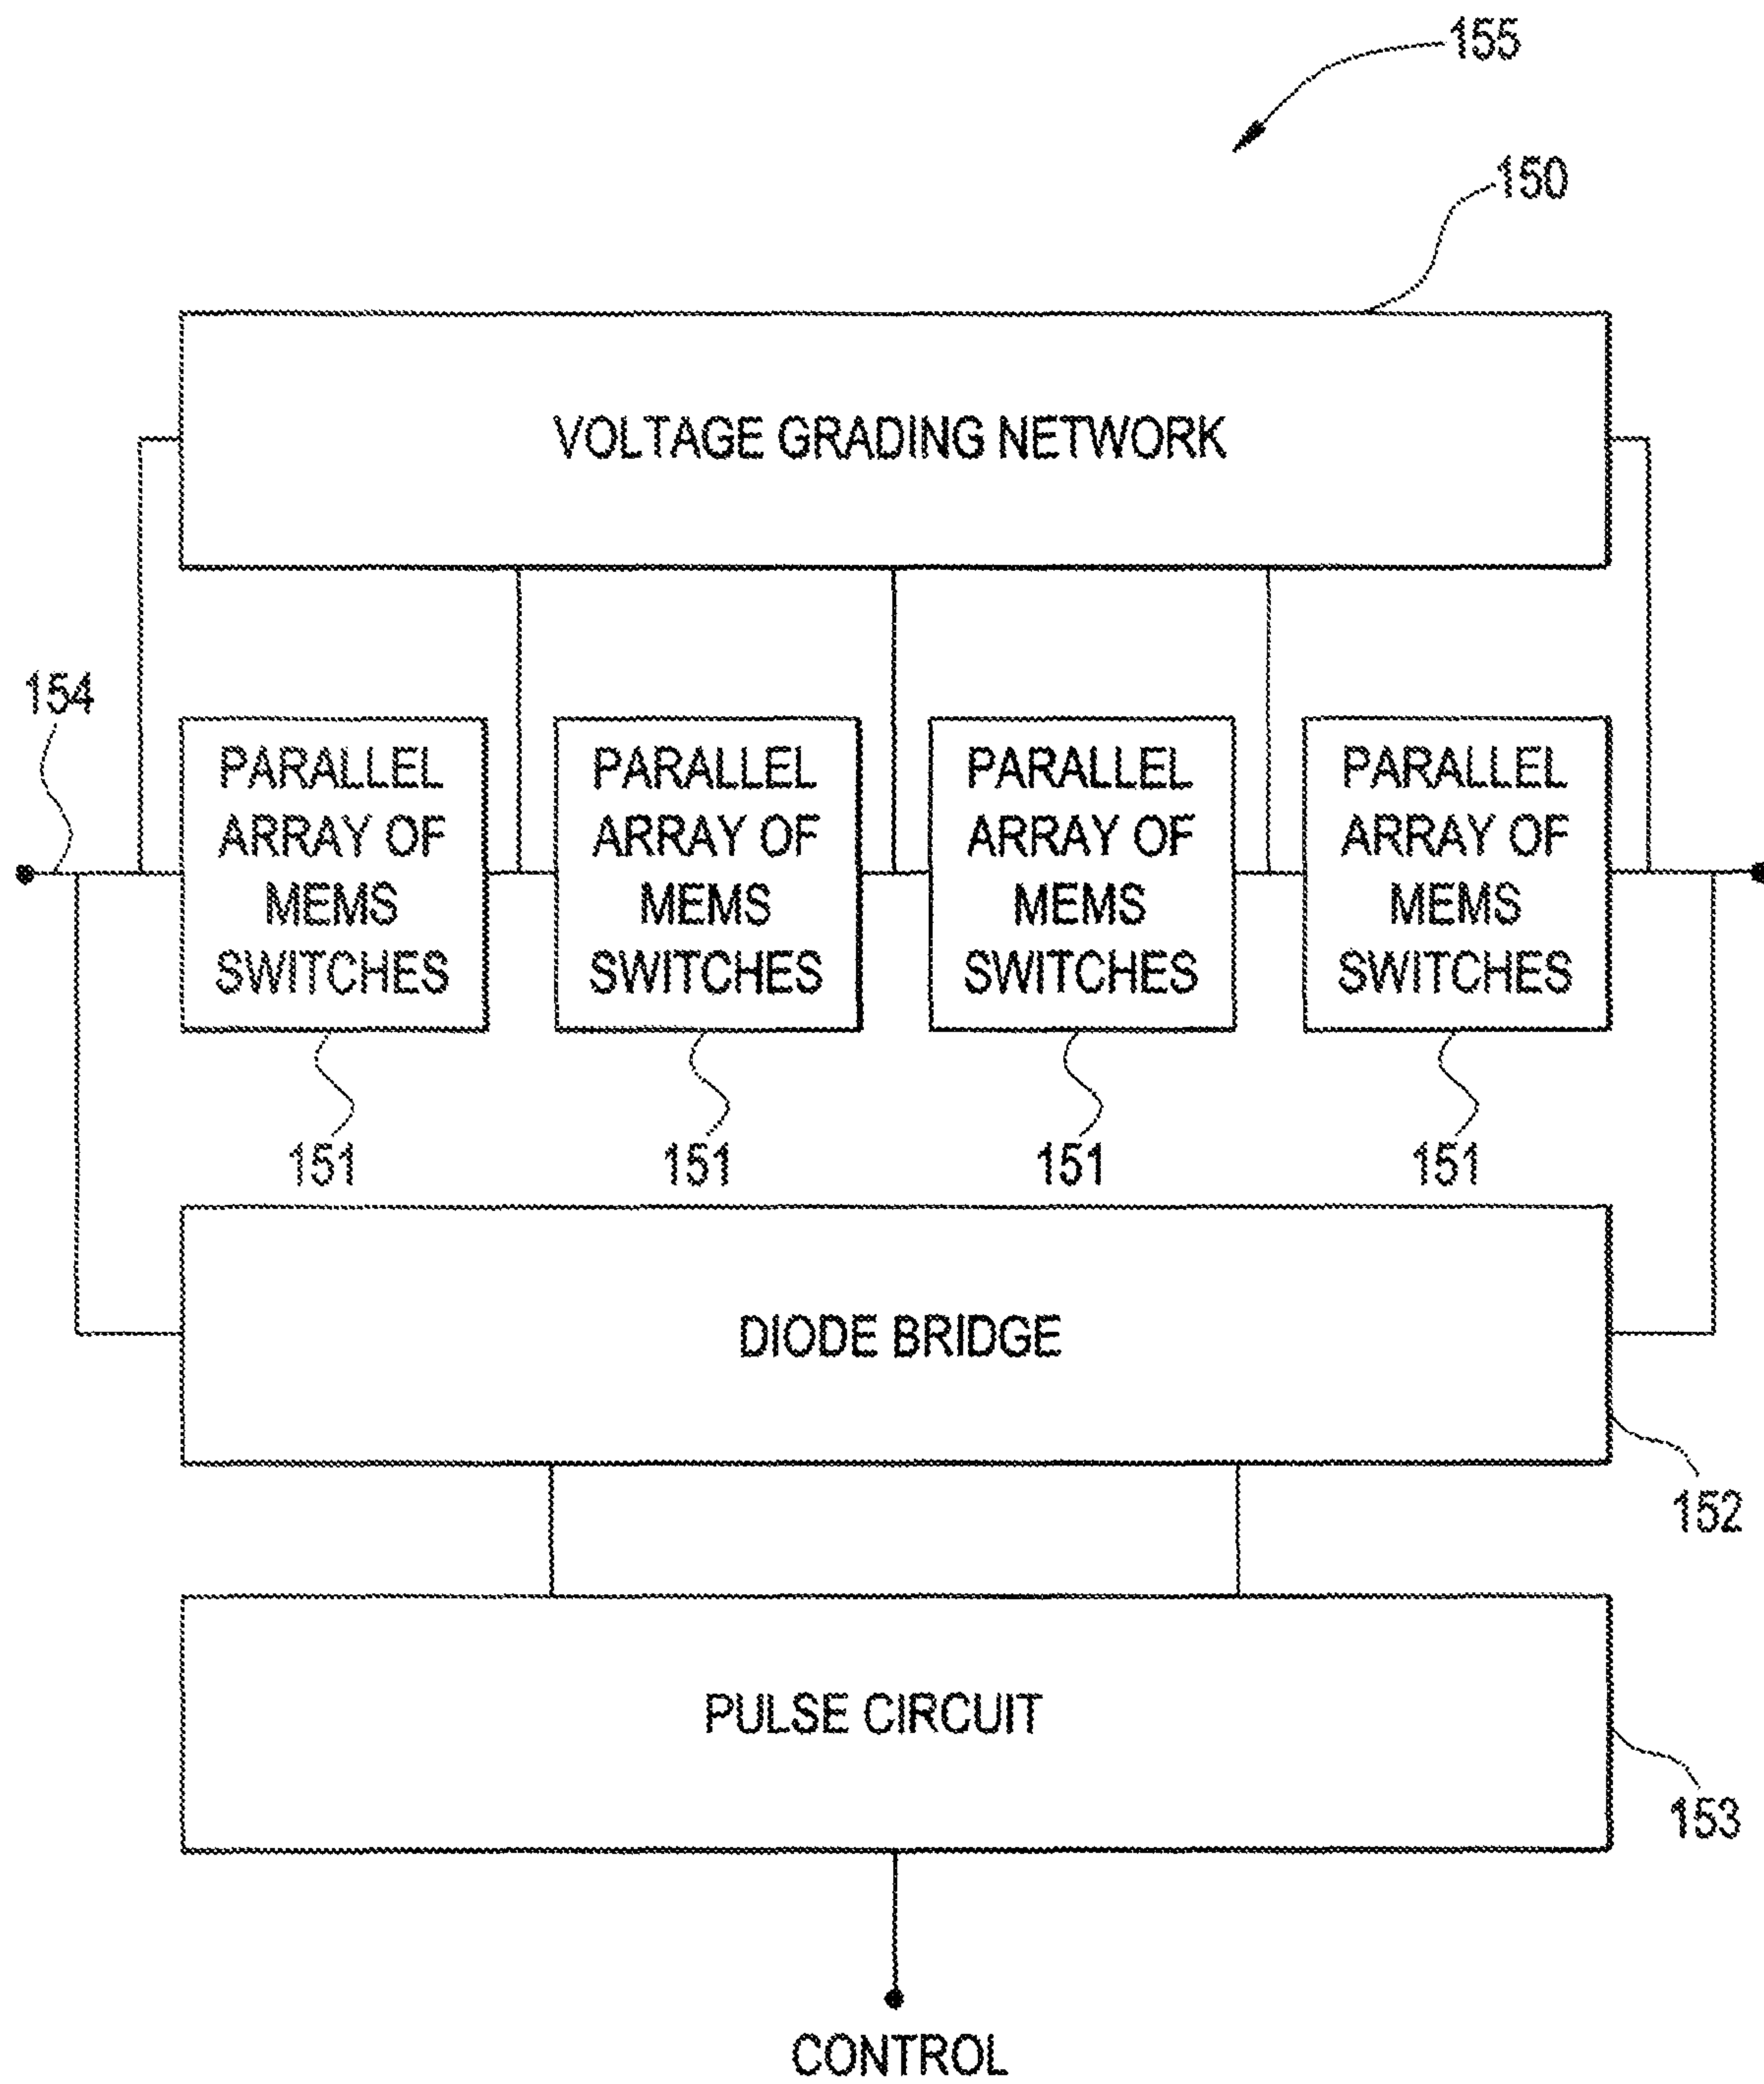 155
150
VOLTAGE GRADING NETWORK
154
PARALLEL
ARRAY OF
MEMS
SWITCHES
PARALLEL
ARRAY OF
MEMS
SWITCHES
PARALLEL
ARRAY OF
MEMS
SWITCHES
PARALLEL
ARRAY OF
MEMS
SWITCHES
151
151
151
151
DIODE BRIDGE
152
PULSE CIRCUIT
153
CONTROL